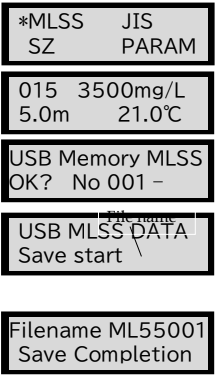 *MLSS JIS
SZ PARAM
015 3500mg/L
5.0m 21.0℃
USB Memory MLSS
OK? No 001 −
File name
USB MLSS DATA
Save start
Filename ML55001
Save Completion